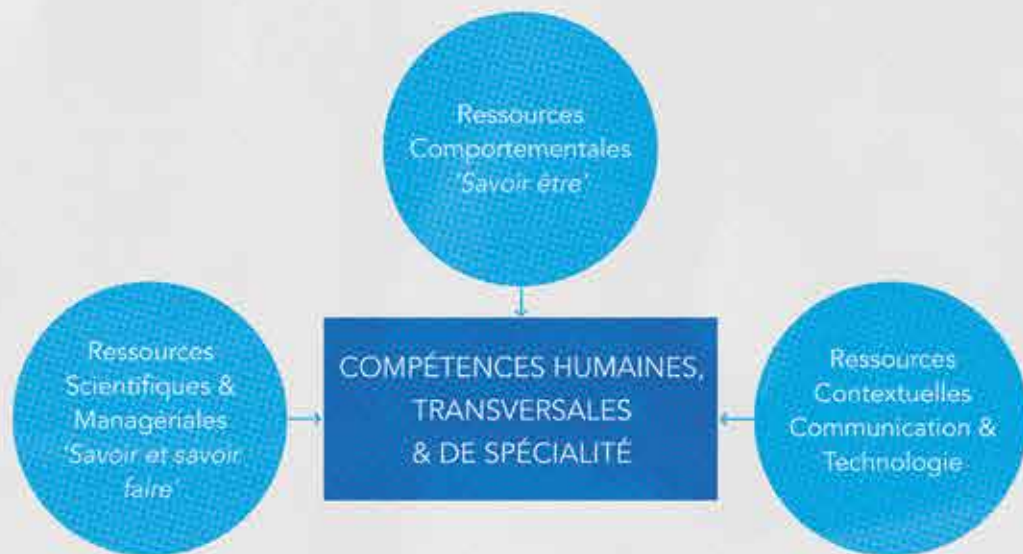 Ressources
Comportementales
'Savoir être'
Ressources
Scientifiques &
Managériales
'Savoir et savoir
faire'
COMPÉTENCES HUMAINES,
TRANSVERSALES
& DE SPÉCIALITÉ
Ressources
Contextuelles
Communication &
Technologie